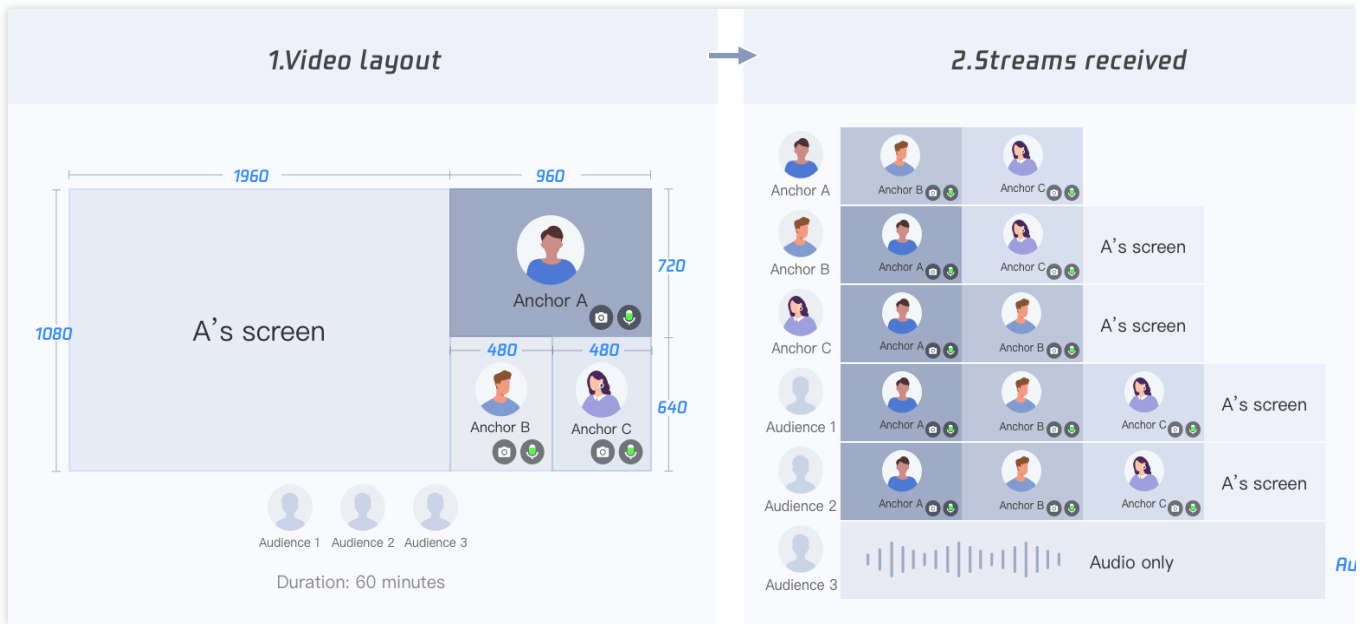 1.Video layout
2.Streams received
1960
960
1080
A's screen
Anchor A
720
480
480
Anchor B
Anchor C
640
Audience 1
Audience 2
Audience 3
Duration: 60 minutes
Anchor A
Anchor B
Anchor C
Anchor B
Anchor A
Anchor C
A's screen
Anchor C
Anchor A
Anchor B
A's screen
Audience 1
Anchor A
Anchor B
Anchor C
A's screen
Audience 2
Anchor A
Anchor B
Anchor C
A's screen
Audience 3
Audio only
Au